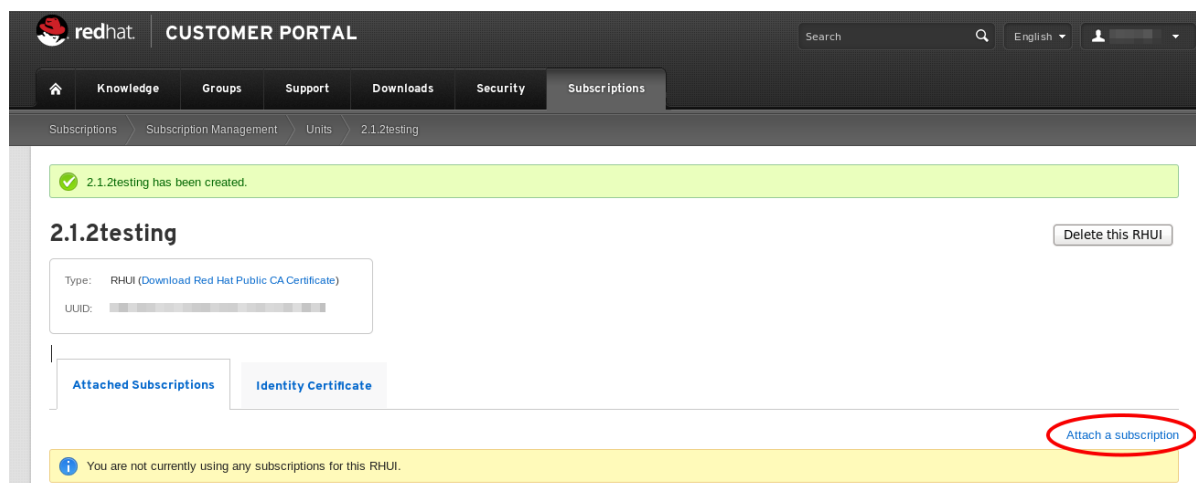 redhat. CUSTOMER PORTAL
Search English
Knowledge Groups Support Downloads Security Subscriptions
Subscriptions Subscription Management Units 2.1.2testing
2.1.2testing has been created.
2.1.2testing Delete this RHUI
Type: RHUI (Download Red Hat Public CA Certificate)
UUID:
Attached Subscriptions Identity Certificate
Attach a subscription
You are not currently using any subscriptions for this RHUI.